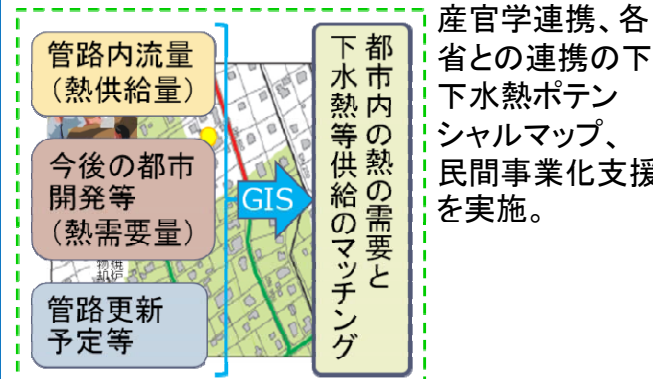 管路内流量
（熱供給量）
今後の都市
開発等
（熱需要量）
管路更新
予定等
GIS
都市内の熱の需要と
下水熱等供給のマッチング
産官学連携、各
省との連携の下
下水熱ポテン
シャルマップ、
民間事業化支援
を実施。